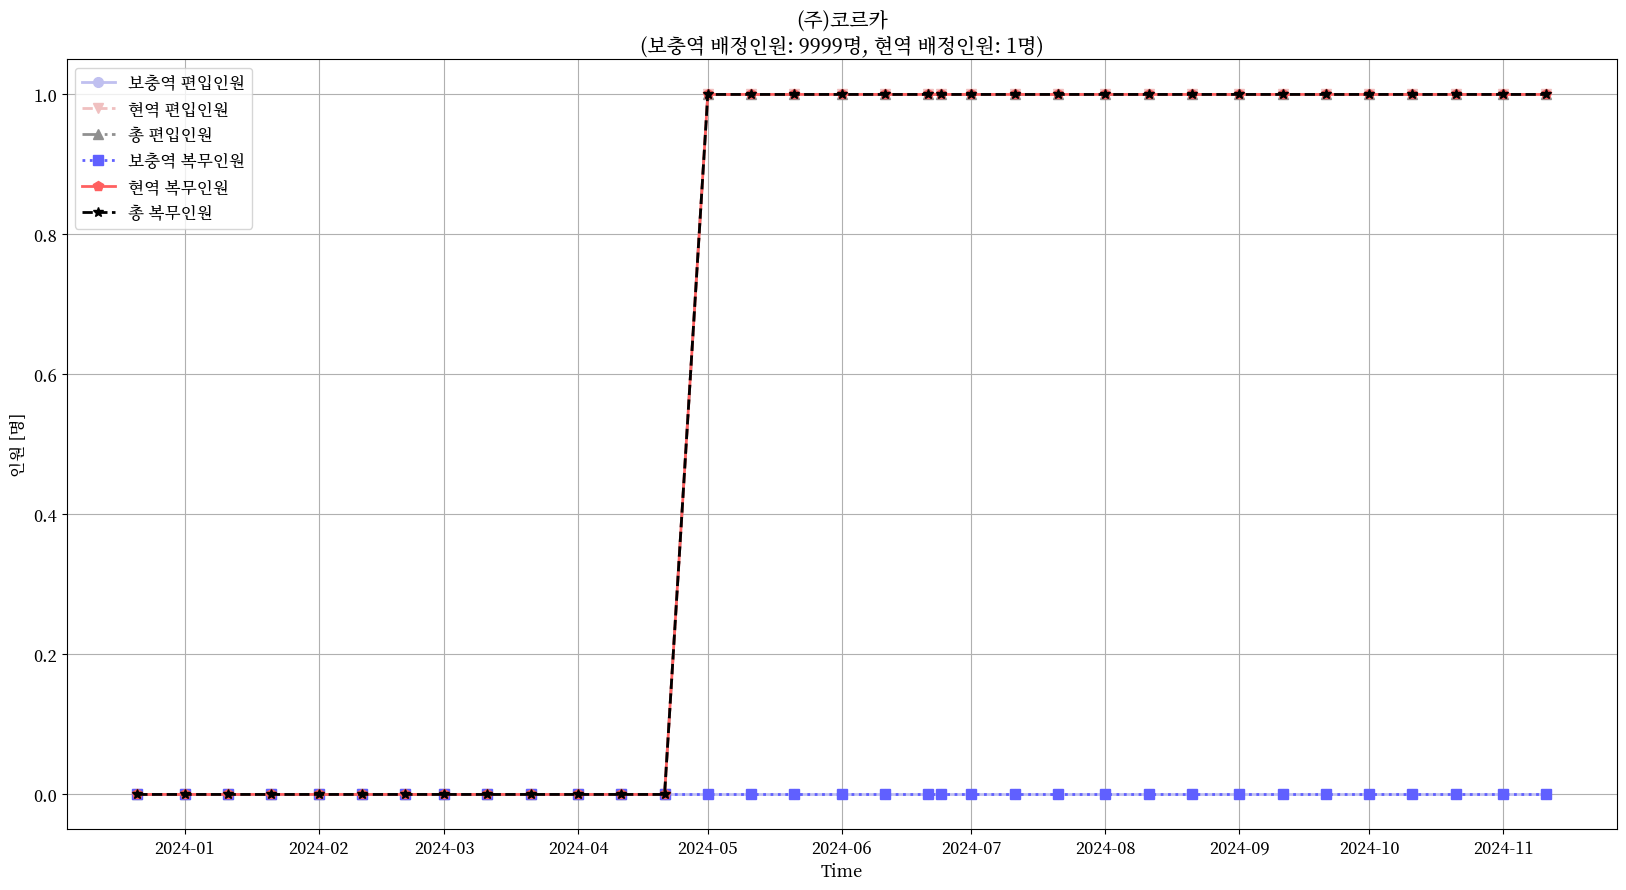 (주)코르카
(보충역 배정인원: 9999명, 현역 배정인원: 1명)
보충역 편입인원
현역 편입인원
총 편입인원
보충역 복무인원
현역 복무인원
총 복무인원
인원 [명]
1.0
0.8
0.6
0.4
0.2
0.0
2024-01 2024-02 2024-03 2024-04 2024-05 2024-06 2024-07 2024-08 2024-09 2024-10 2024-11
Time